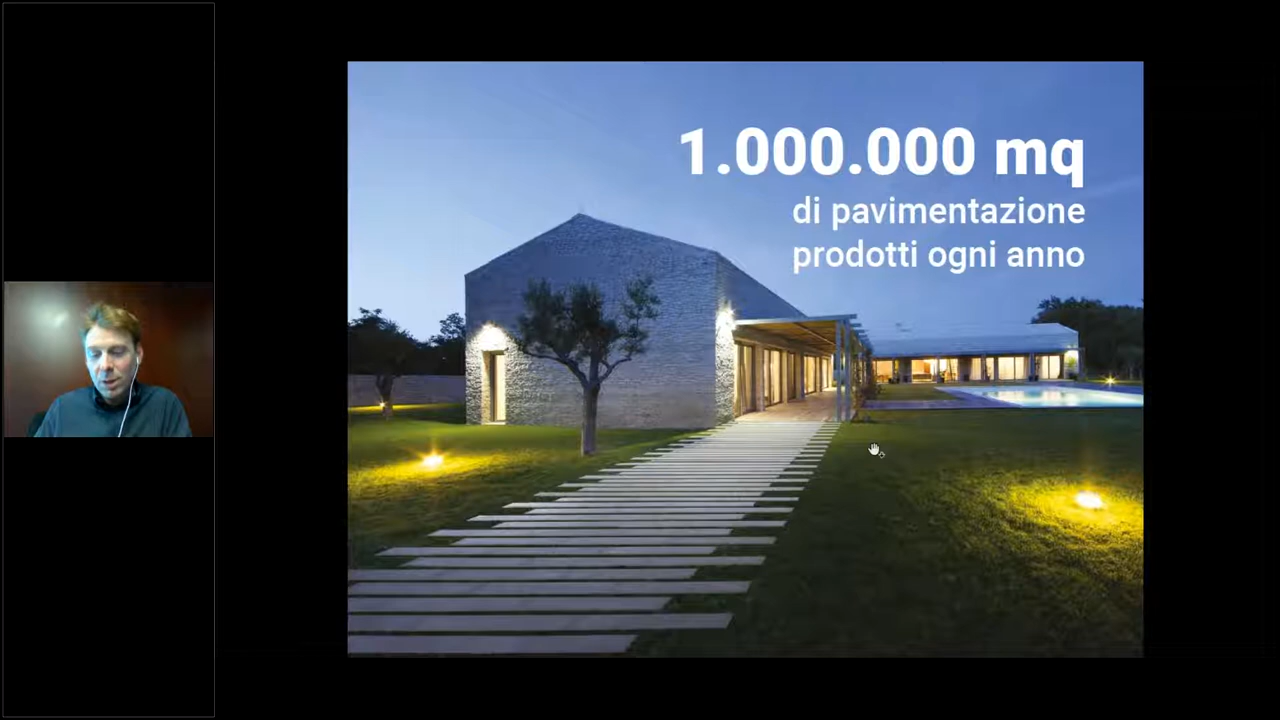 1.000.000 mq
di pavimentazione
prodotti ogni anno